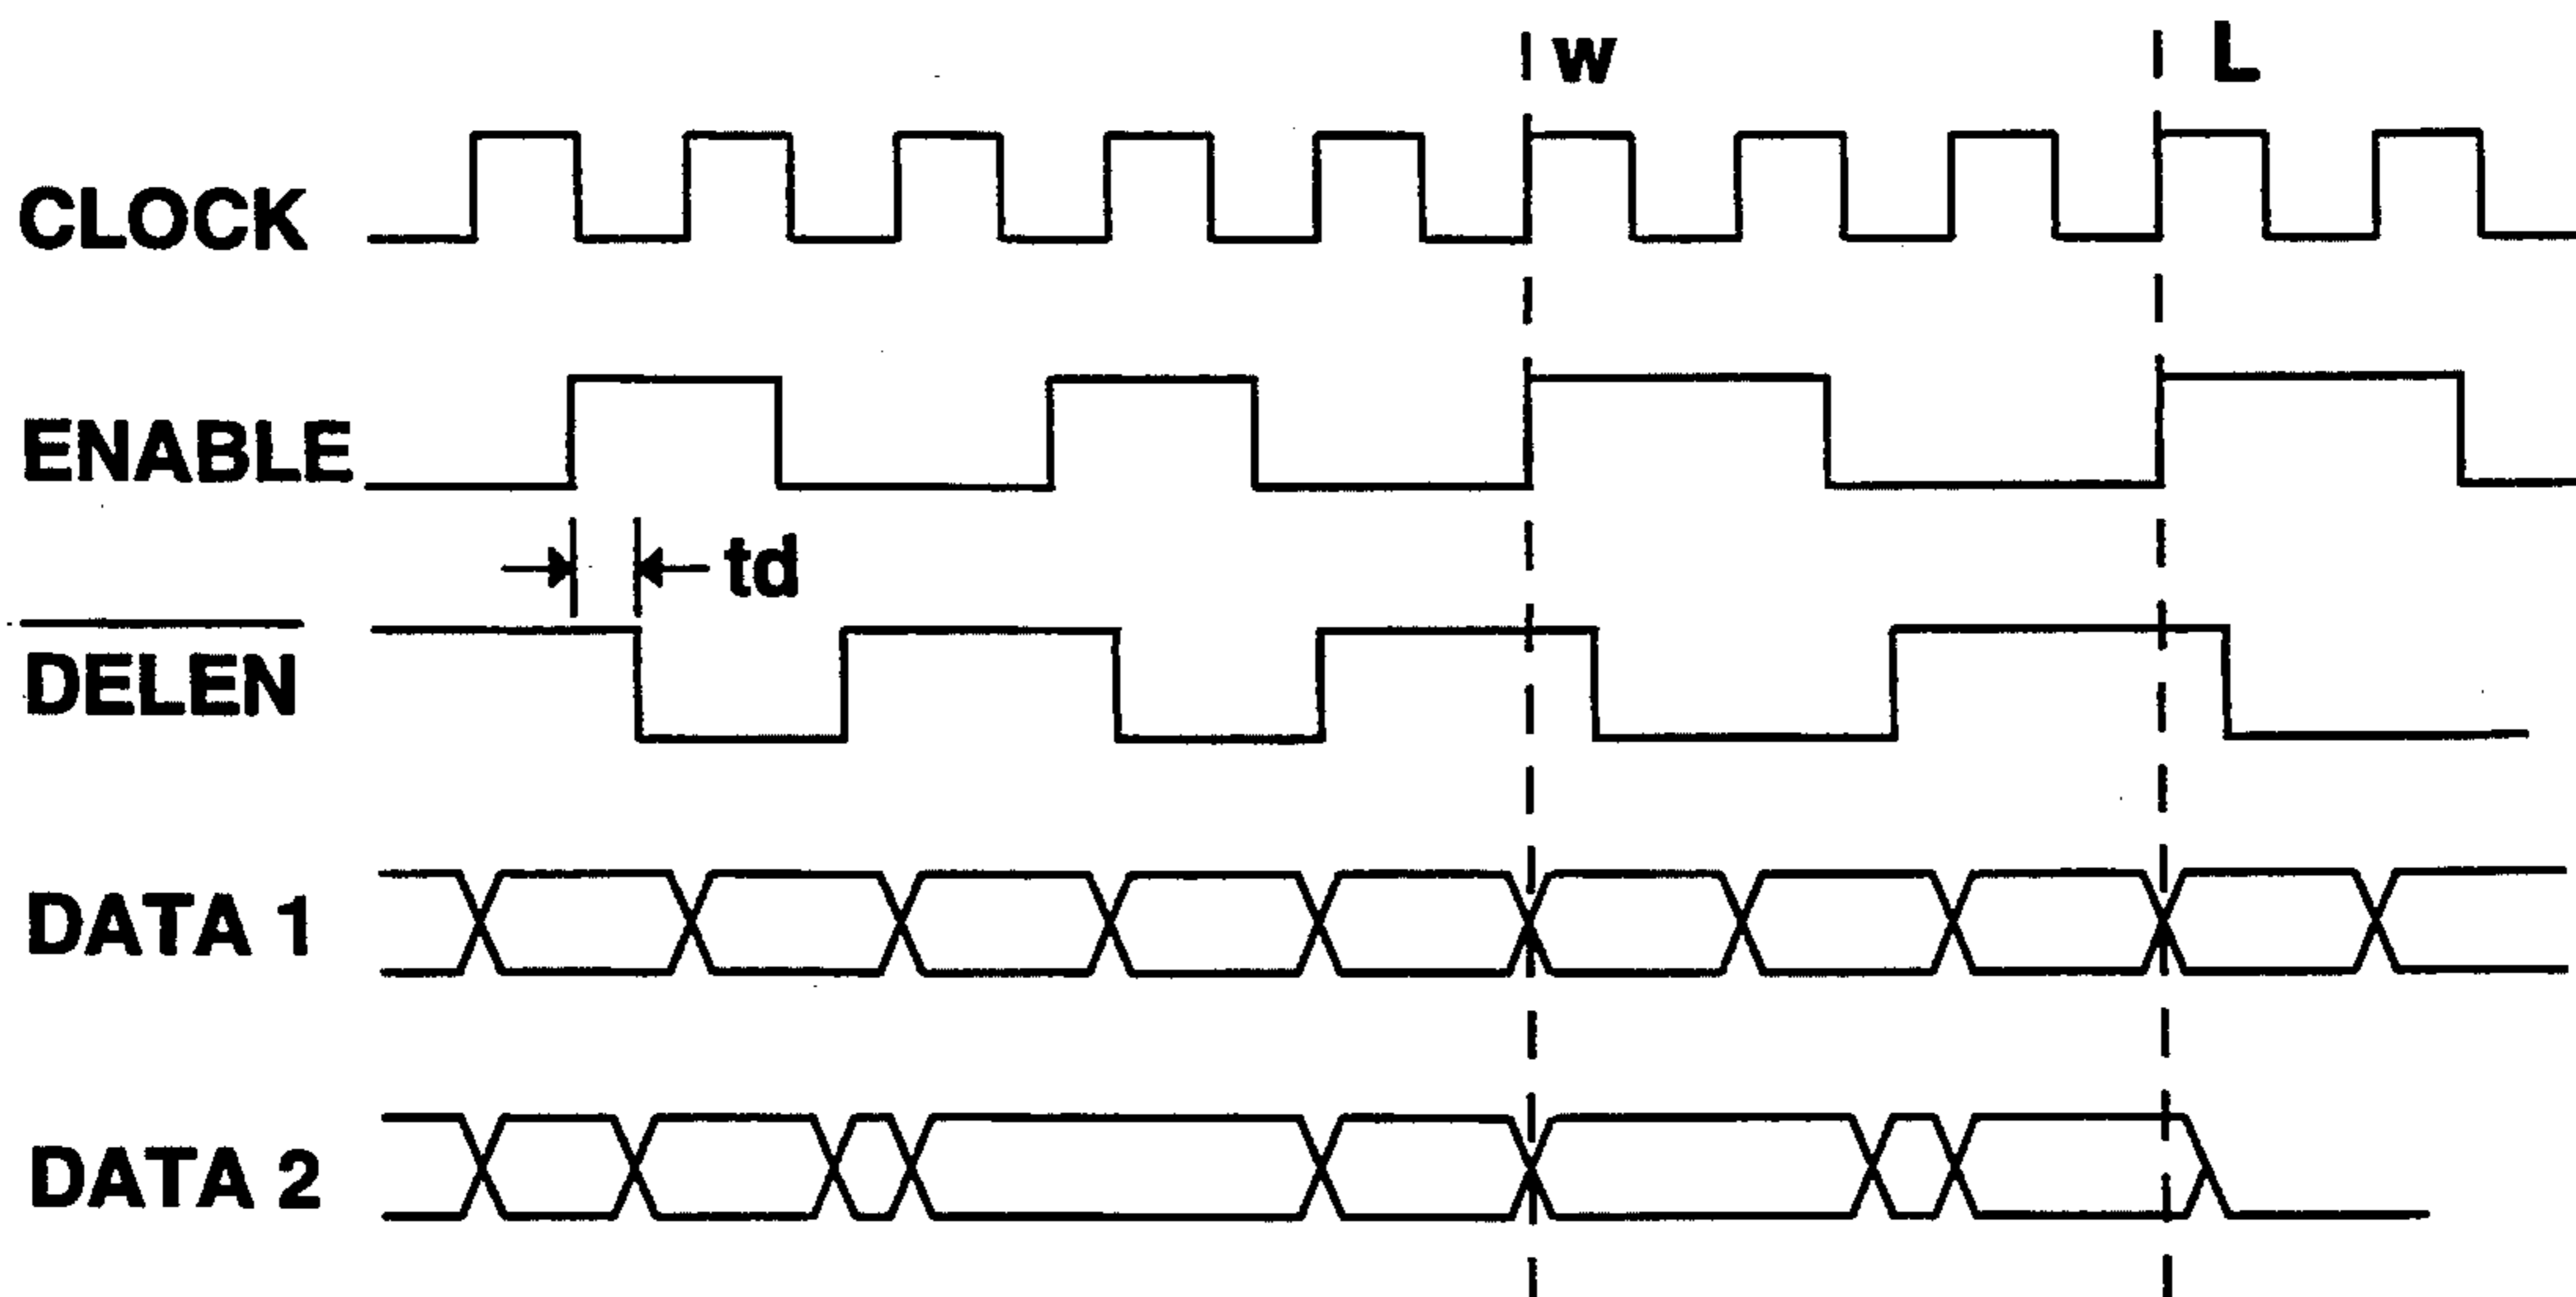 w
L
CLOCK
ENABLE
td
DELEN
DATA 1
DATA 2